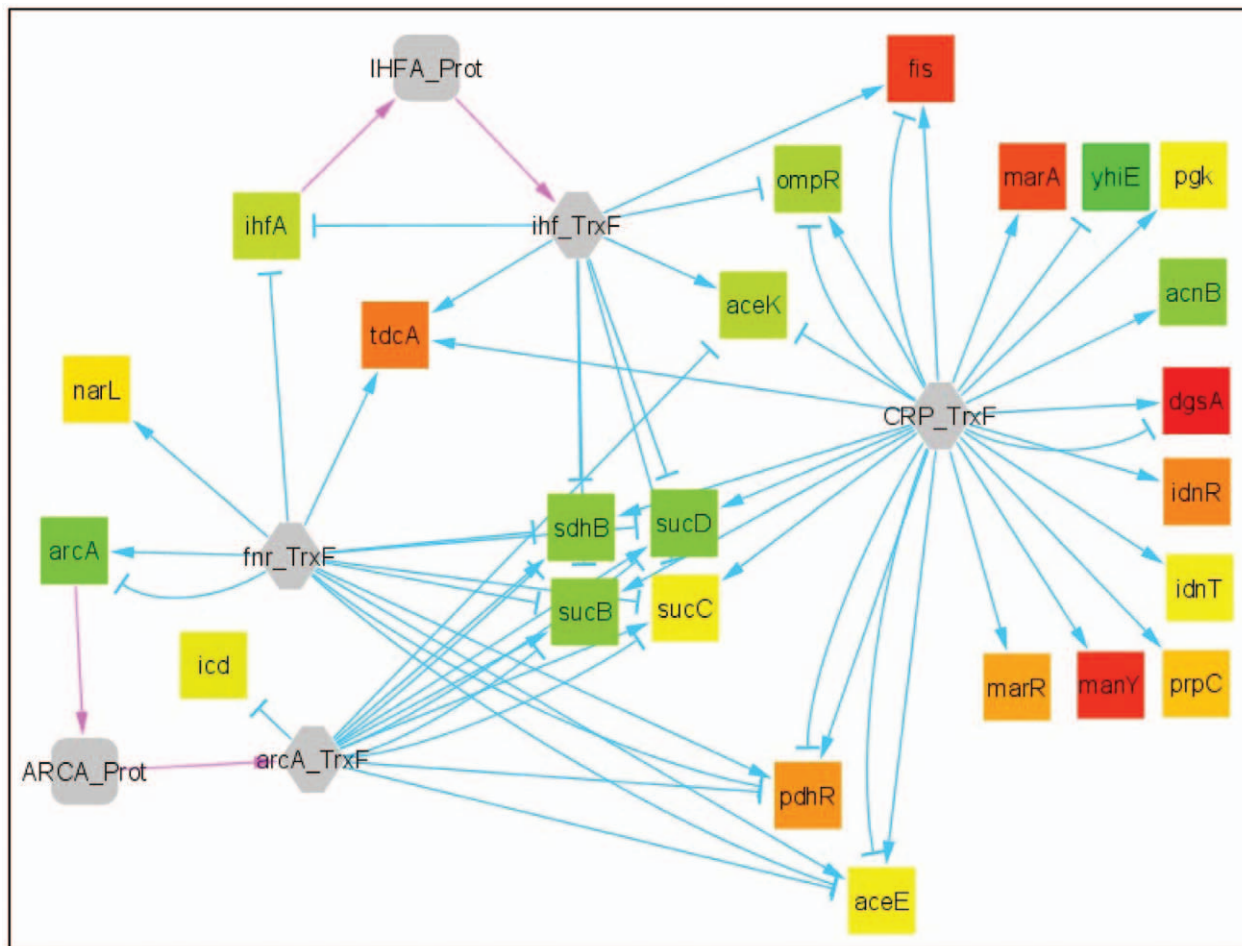 IHFA_Prot
fis
ompR
marA
yhiE
pgk
ihfA
ihf_TrxF
aceK
acnB
tdcA
narL
CRP_TrxF
dgsA
idnR
sdhB
sucD
arcA
fnr_TrxF
idnT
sucB
sucC
icd
marR
manY
prpC
ARCA_Prot
arcA_TrxF
pdhR
aceE